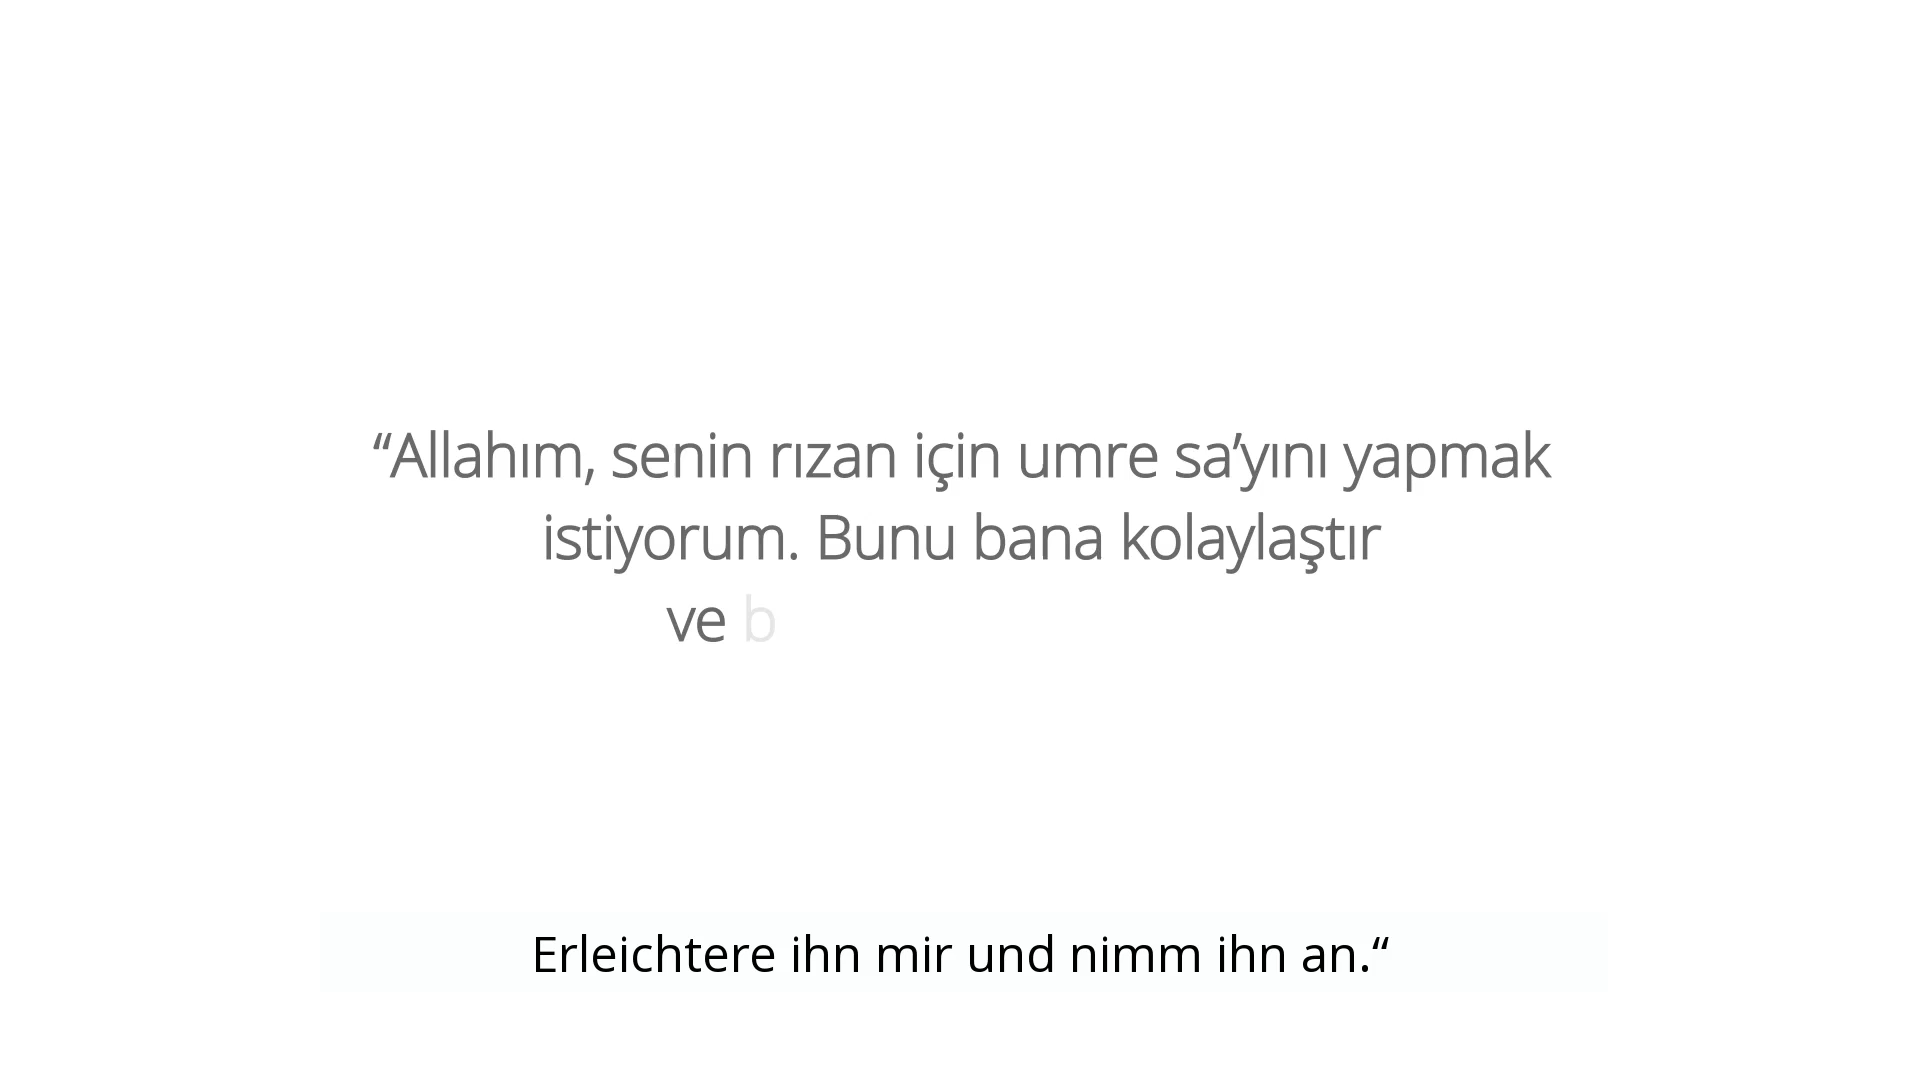 “Allahım, senin rızan için umre sa’yını yapmak
istiyorum. Bunu bana kolaylaştır
ve b
Erleichtere ihn mir und nimm ihn an.“